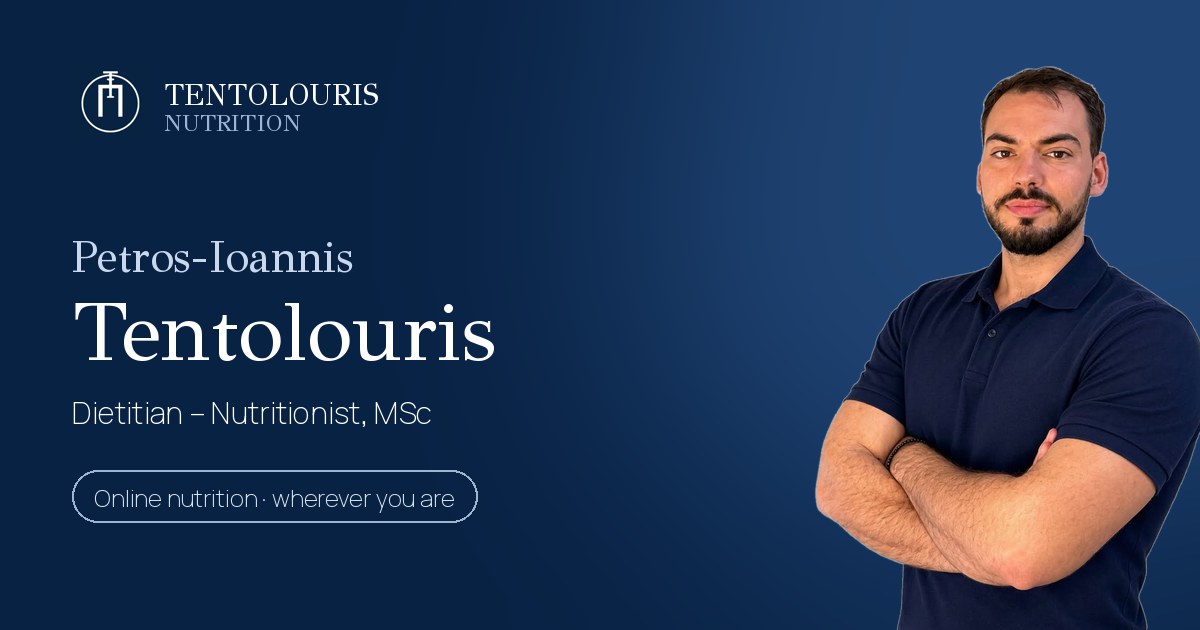 TENTOLOURIS
NUTRITION
Petros-Ioannis
Tentolouris
Dietitian – Nutritionist, MSc
Online nutrition · wherever you are